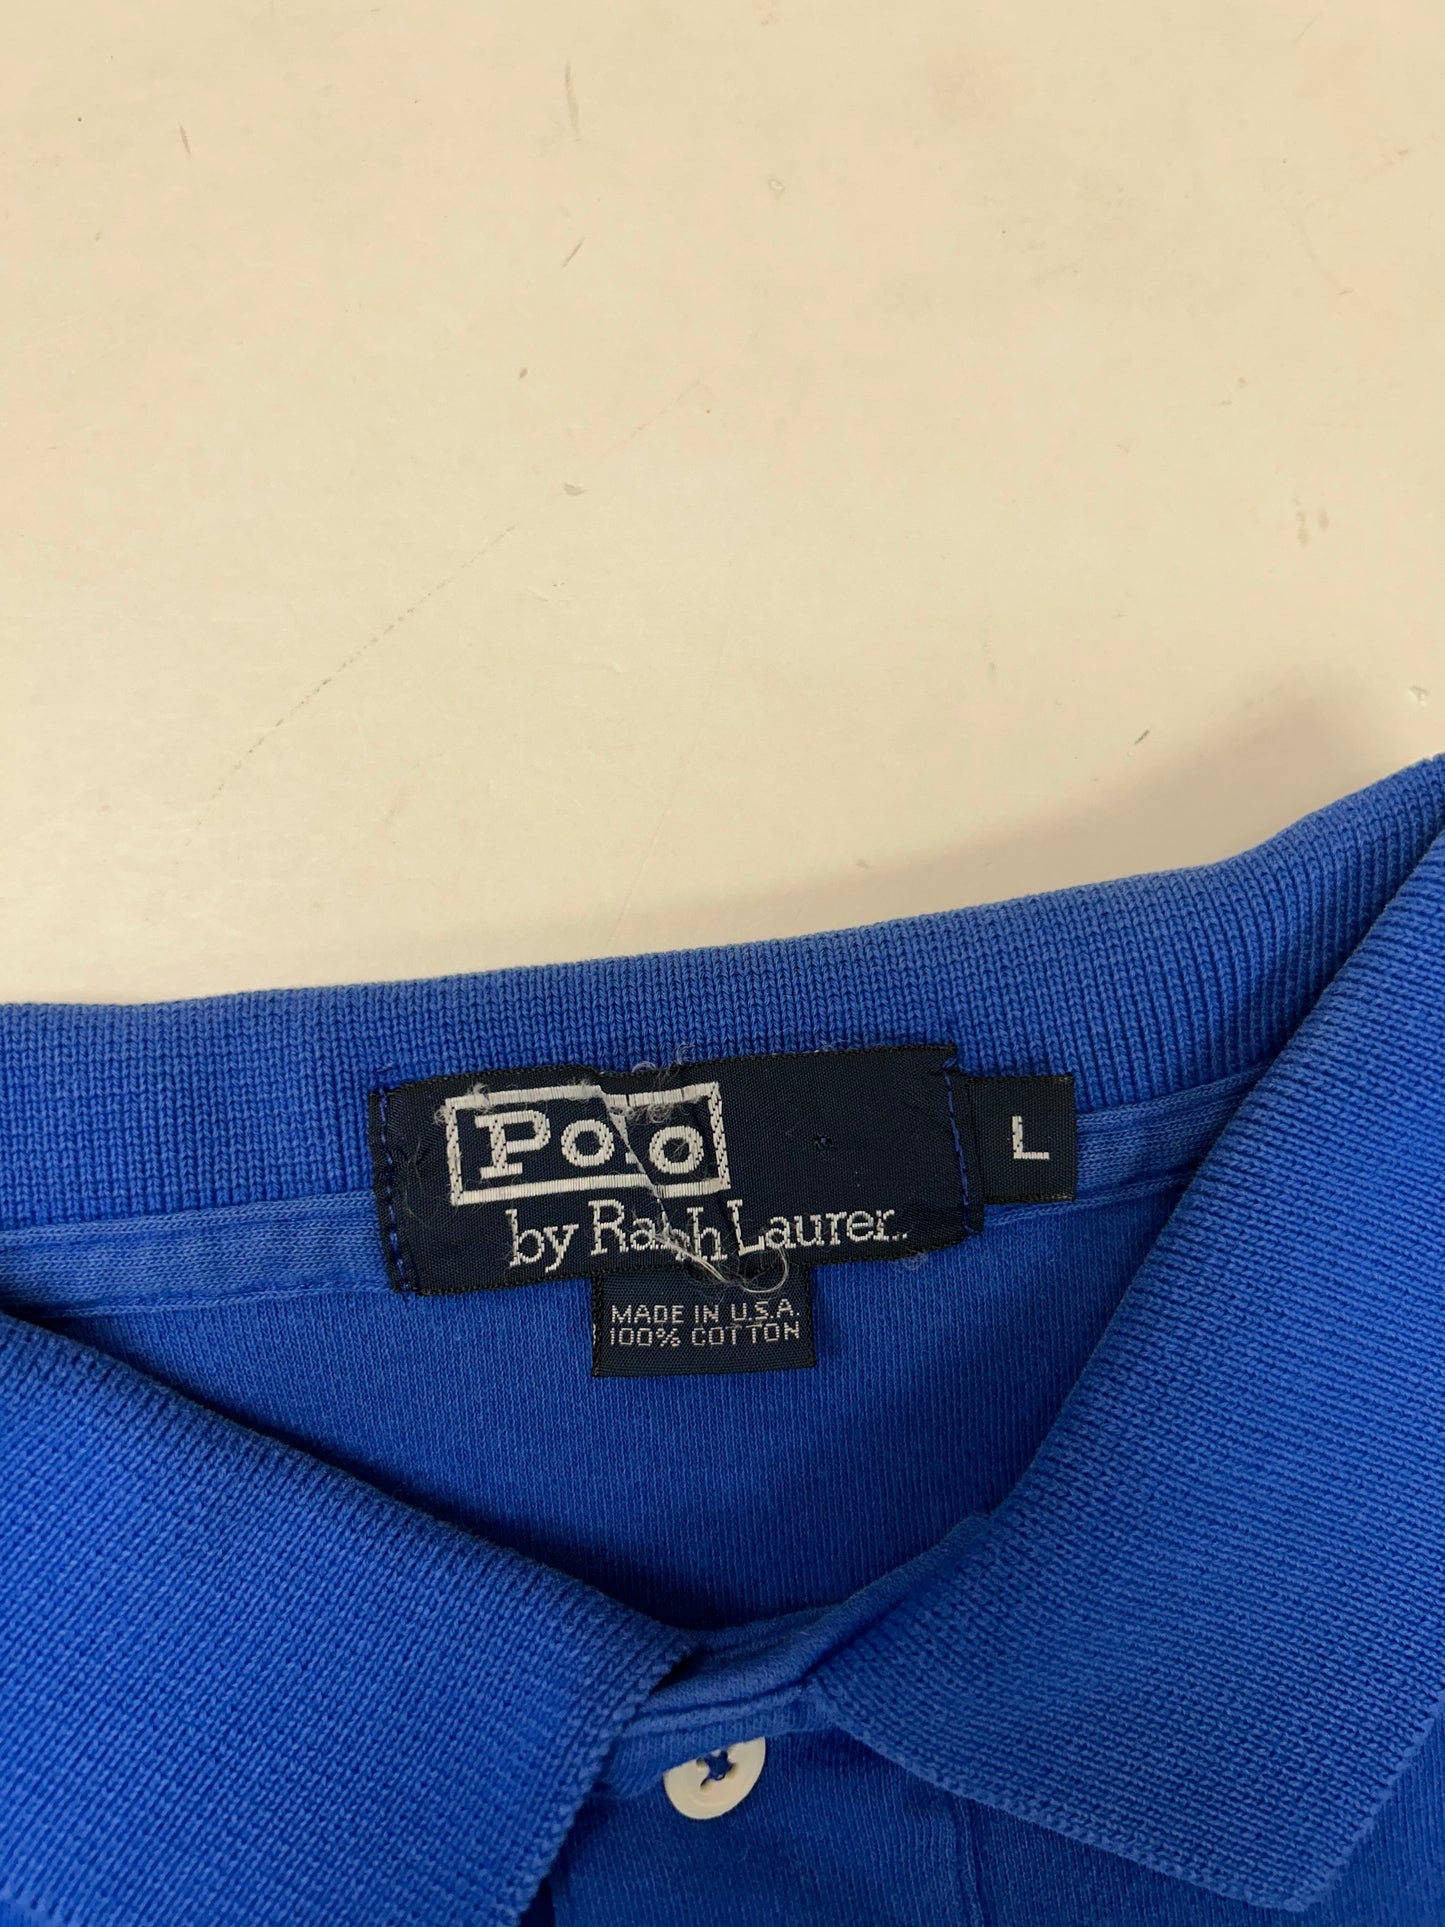 Polo
by Ralph Lauren
L
MADE IN U.S.A.
100% COTTON